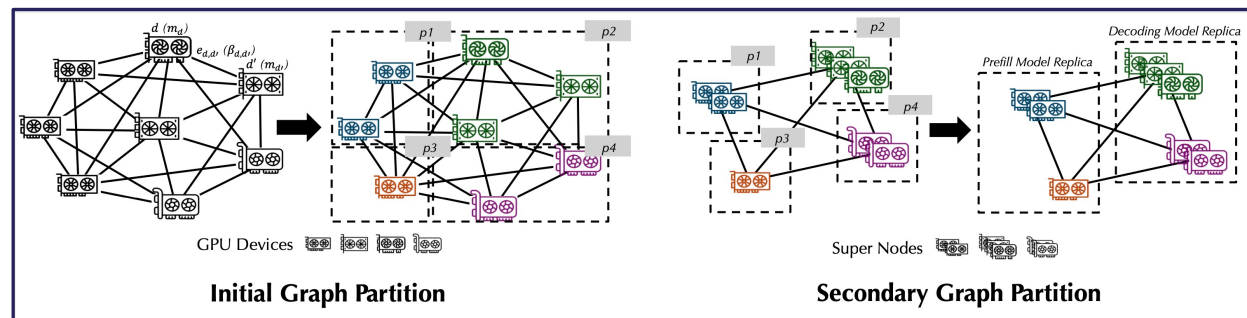 d (m_d)
e_{d,d'} (β_{d,d'})
d' (m_{d'})
p1
p2
p3
p4
GPU Devices
Initial Graph Partition
p1
p2
p3
p4
Prefill Model Replica
Decoding Model Replica
Super Nodes
Secondary Graph Partition